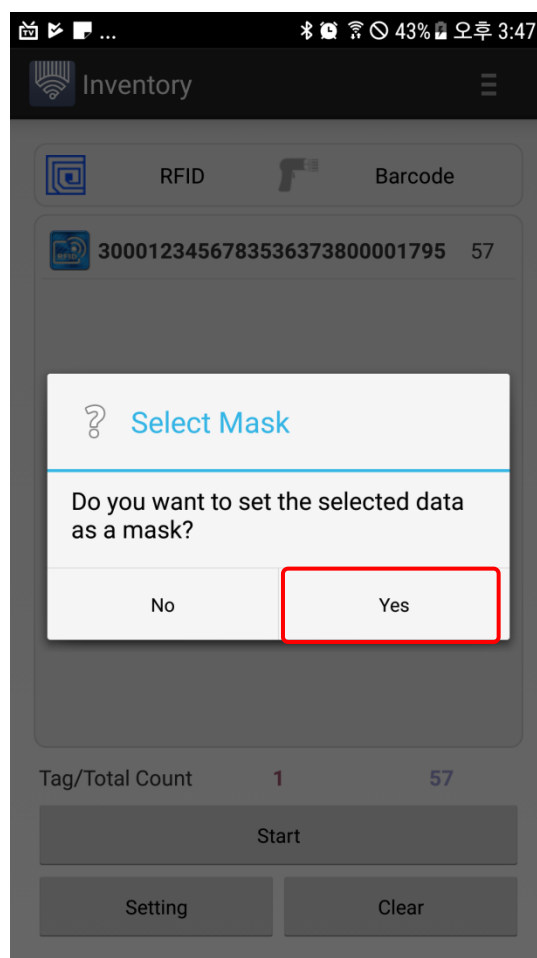 ... 43% 오후 3:47
Inventory
RFID Barcode
RFID 3000123456783536373800001795 57
Select Mask
Do you want to set the selected data
as a mask?
No Yes
Tag/Total Count 1 57
Start
Setting Clear